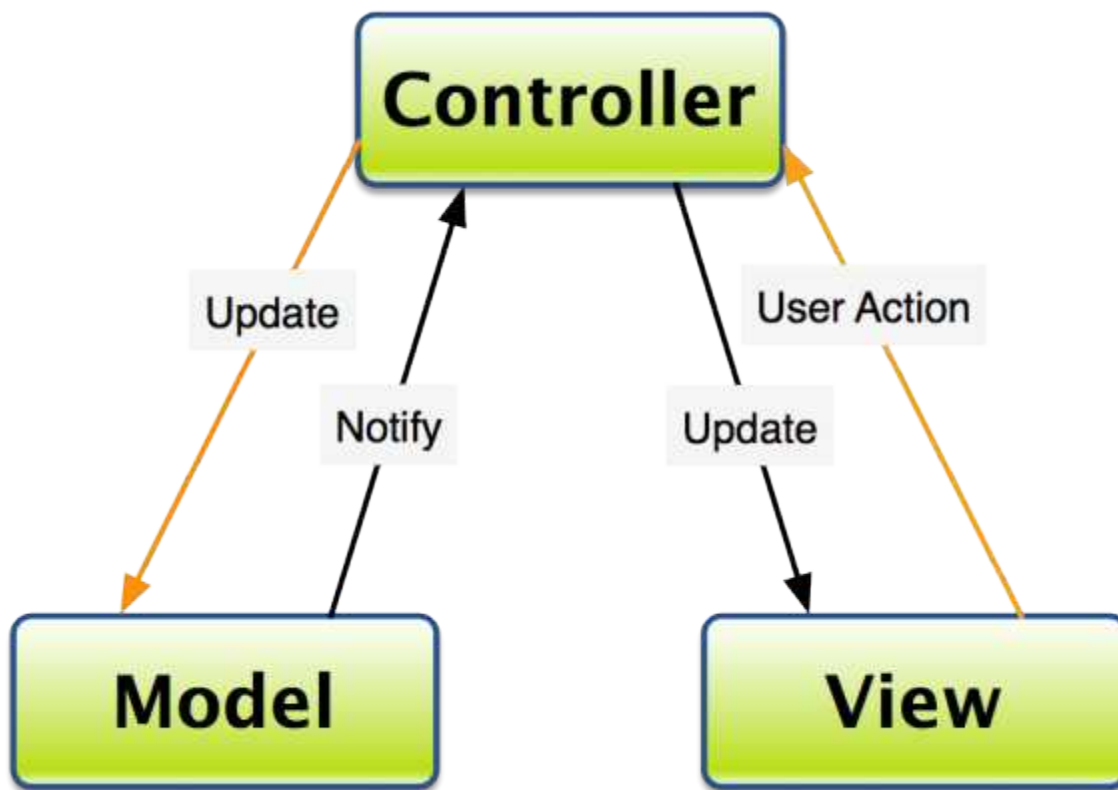 Controller
Update
User Action
Notify
Update
Model
View